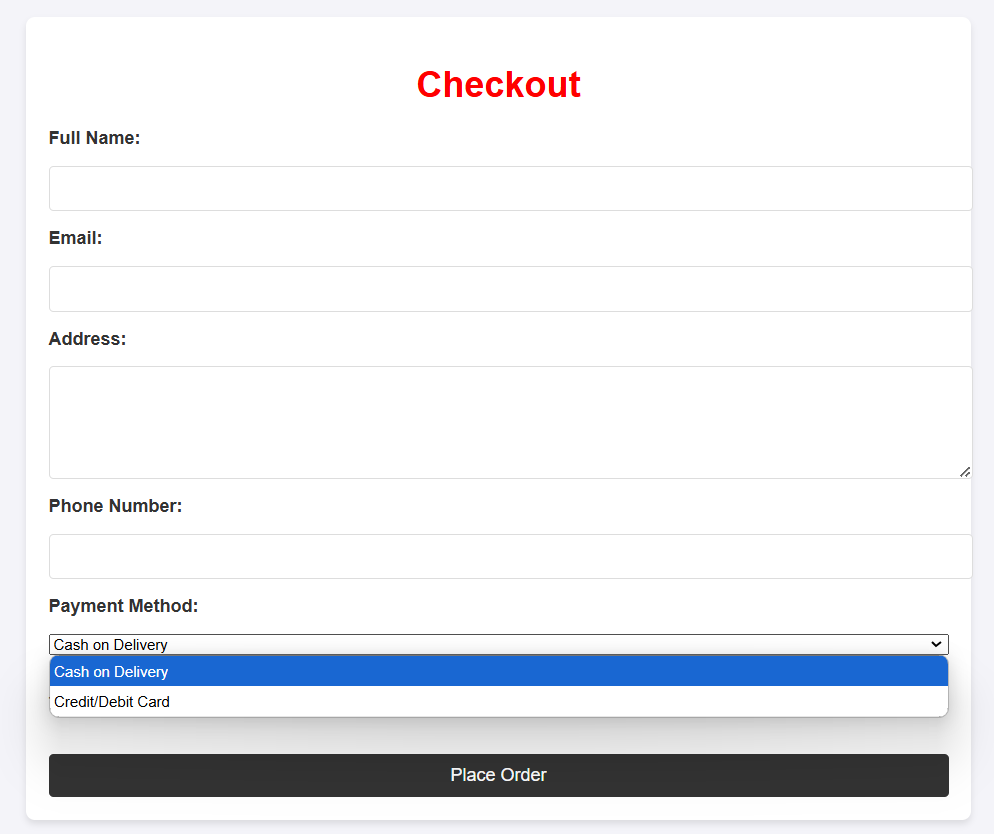 Checkout
Full Name:
Email:
Address:
Phone Number:
Payment Method:
Cash on Delivery
Cash on Delivery
Credit/Debit Card
Place Order